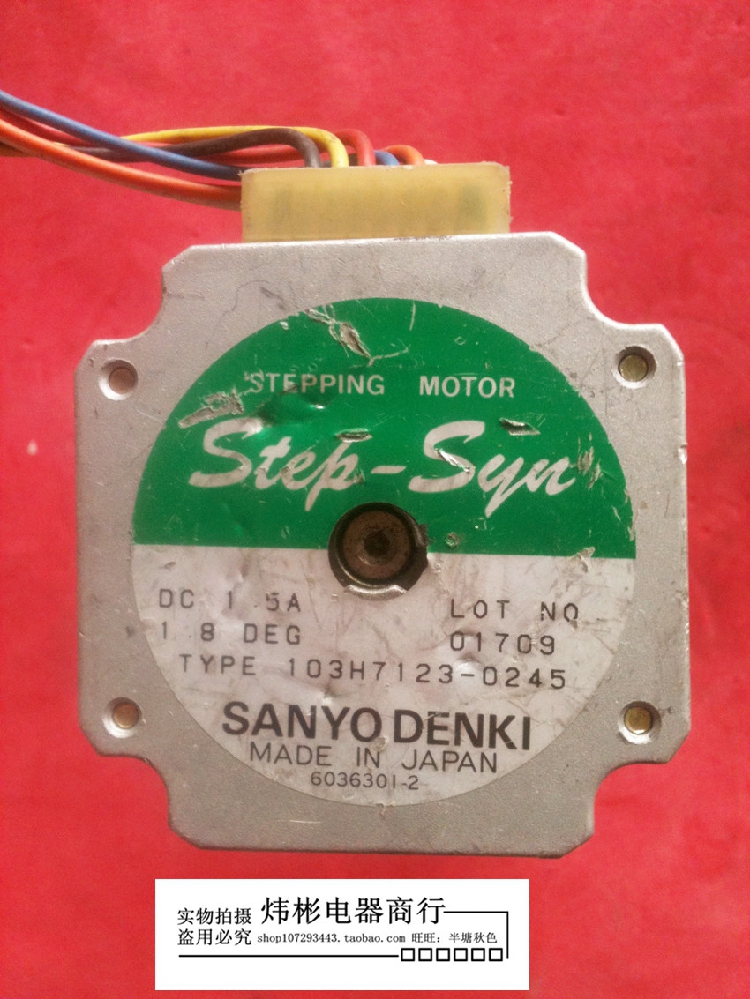 STEPPING MOTOR
Step-Syn
DC 1.5A
LOT NO
1.8 DEG
01709
TYPE 103H7123-0245
SANYO DENKI
MADE IN JAPAN
6036301-2
实物拍摄 炜彬电器商行
盗用必究 shop107293443.taobao.com 旺旺：半塘秋色